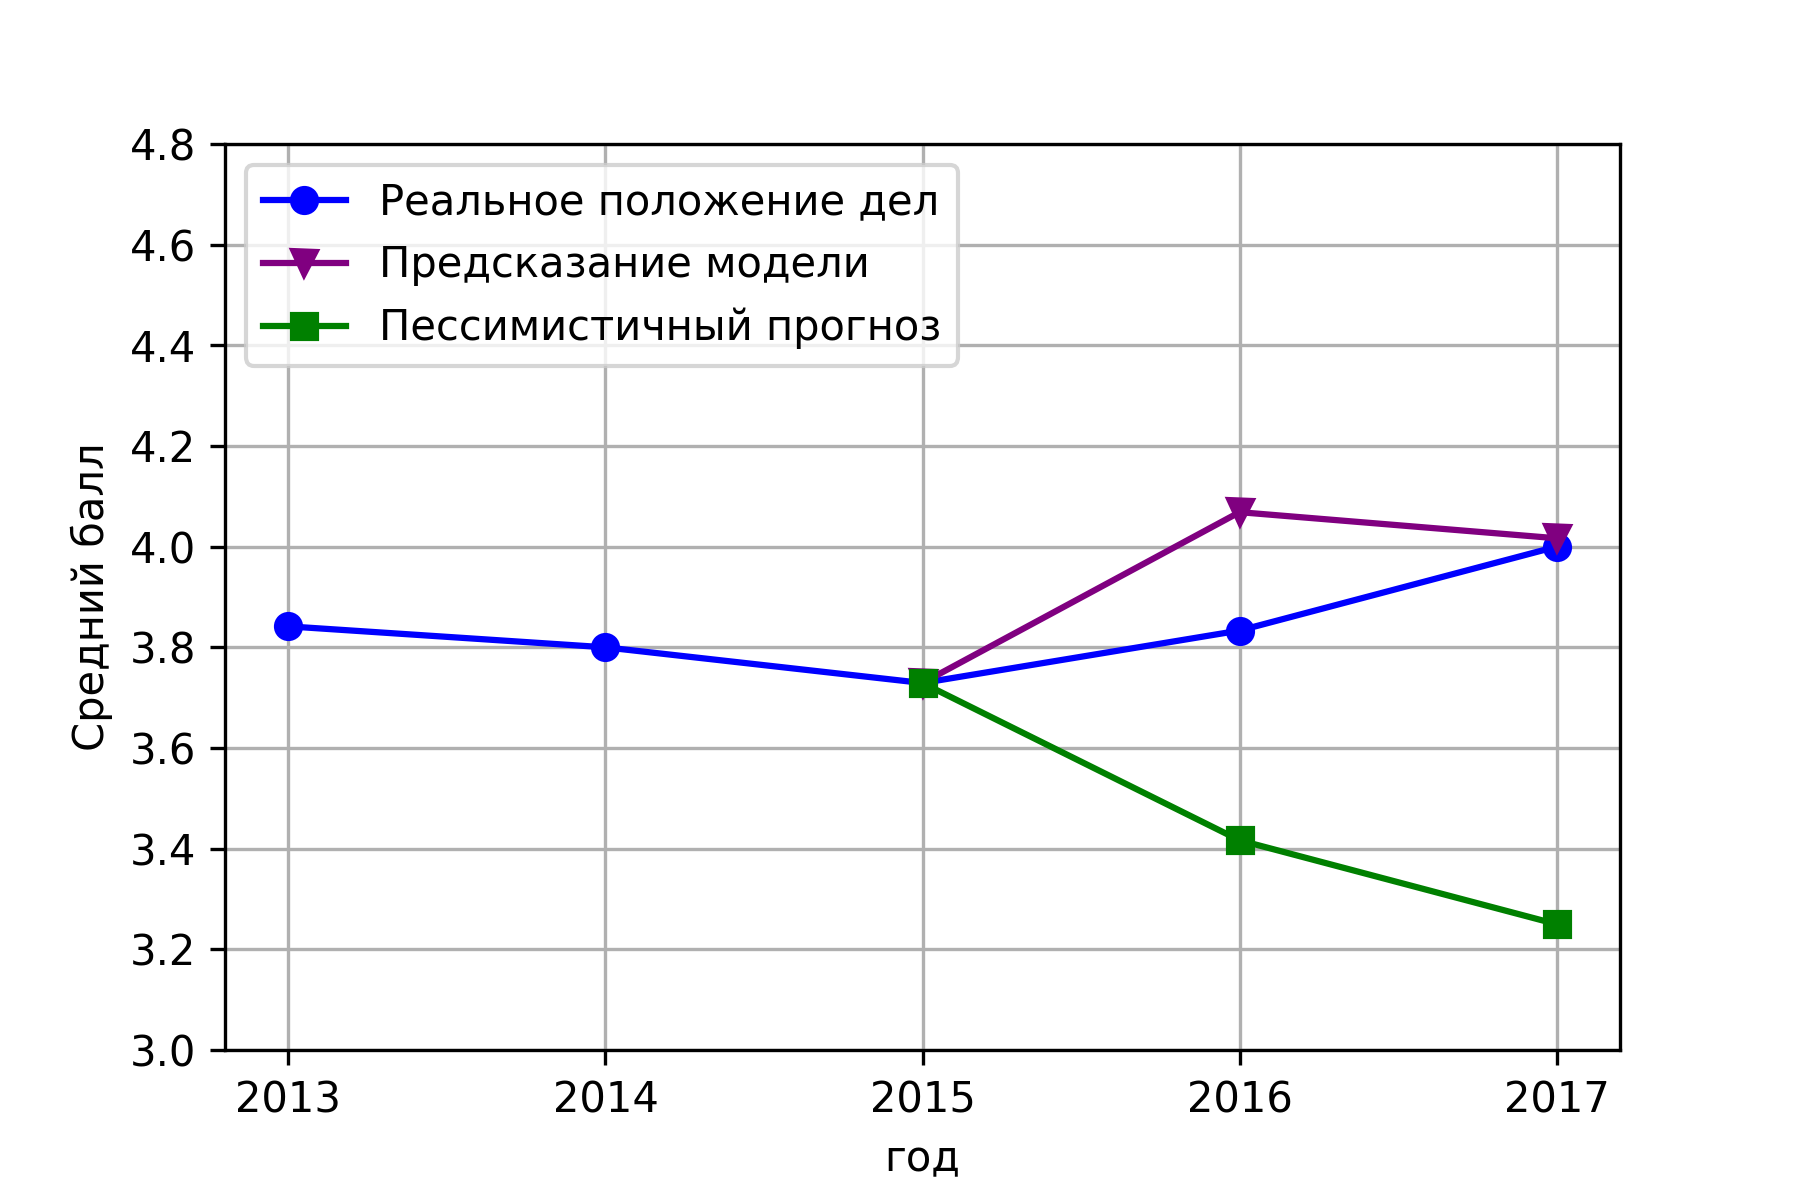 4.8
4.6
4.4
4.2
4.0
3.8
3.6
3.4
3.2
3.0
Средний балл
Реальное положение дел
Предсказание модели
Пессимистичный прогноз
2013 2014 2015 2016 2017
год